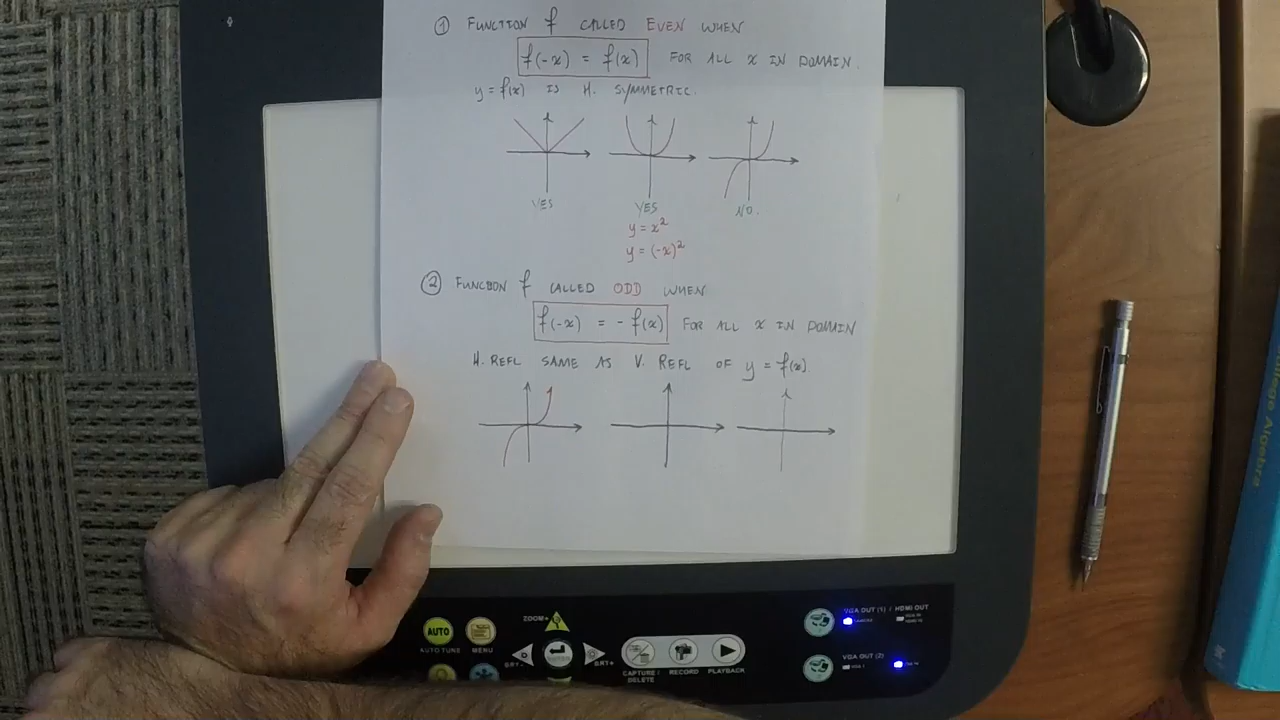 ① FUNCTION f CALLED EVEN WHEN
f(-x) = f(x) FOR ALL x IN DOMAIN.
y = f(x) IS H. SYMMETRIC.
YES YES NO.
y = x²
y = (-x)²
② FUNCTION f CALLED ODD WHEN
f(-x) = - f(x) FOR ALL x IN DOMAIN
H. REFL SAME AS V. REFL OF y = f(x).
ZOOM+
AUTO
AUTO TUNE
MENU
BRT-
BRT+
CAPTURE / DELETE
RECORD
PLAYBACK
VGA OUT (1) / HDMI OUT
VGA OUT (2)
College Algebra